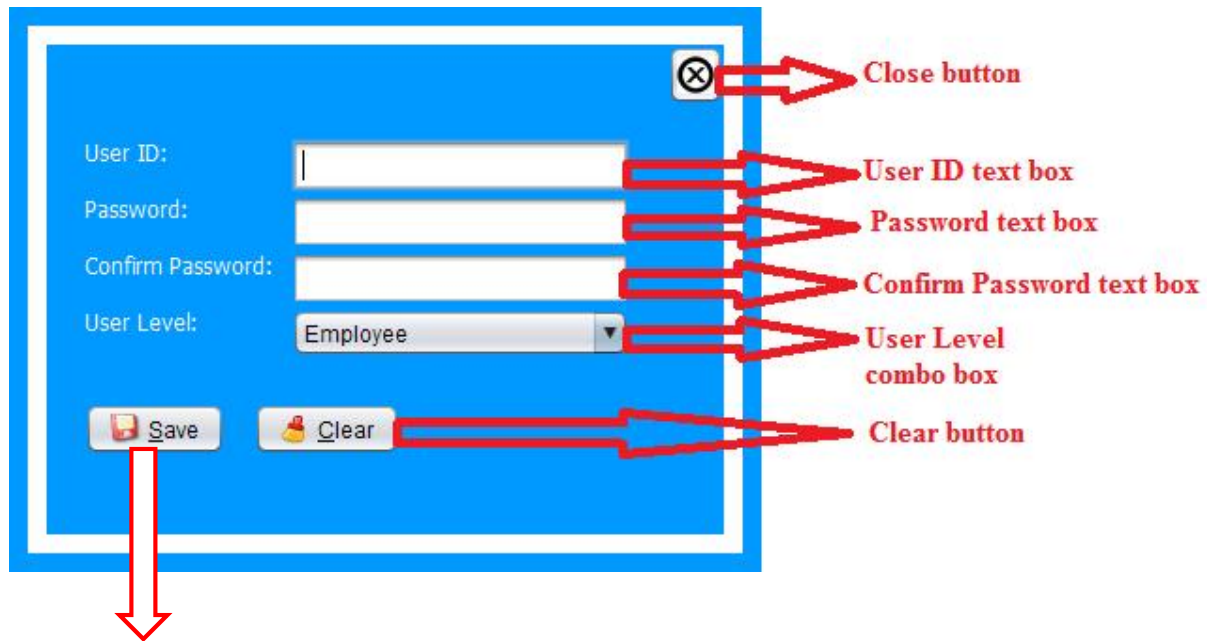 Close button
User ID:
User ID text box
Password:
Password text box
Confirm Password:
Confirm Password text box
User Level:
Employee
User Level
combo box
Save
Clear
Clear button